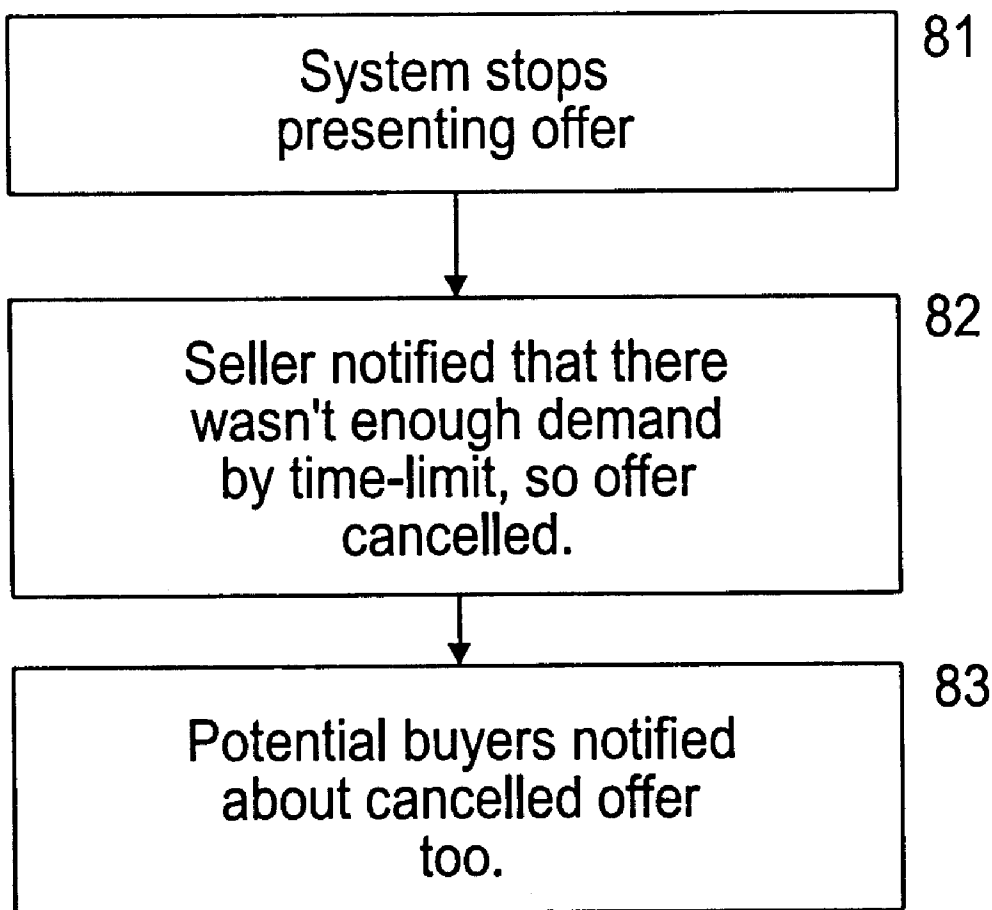 81
System stops
presenting offer
82
Seller notified that there
wasn't enough demand
by time-limit, so offer
cancelled.
83
Potential buyers notified
about cancelled offer
too.